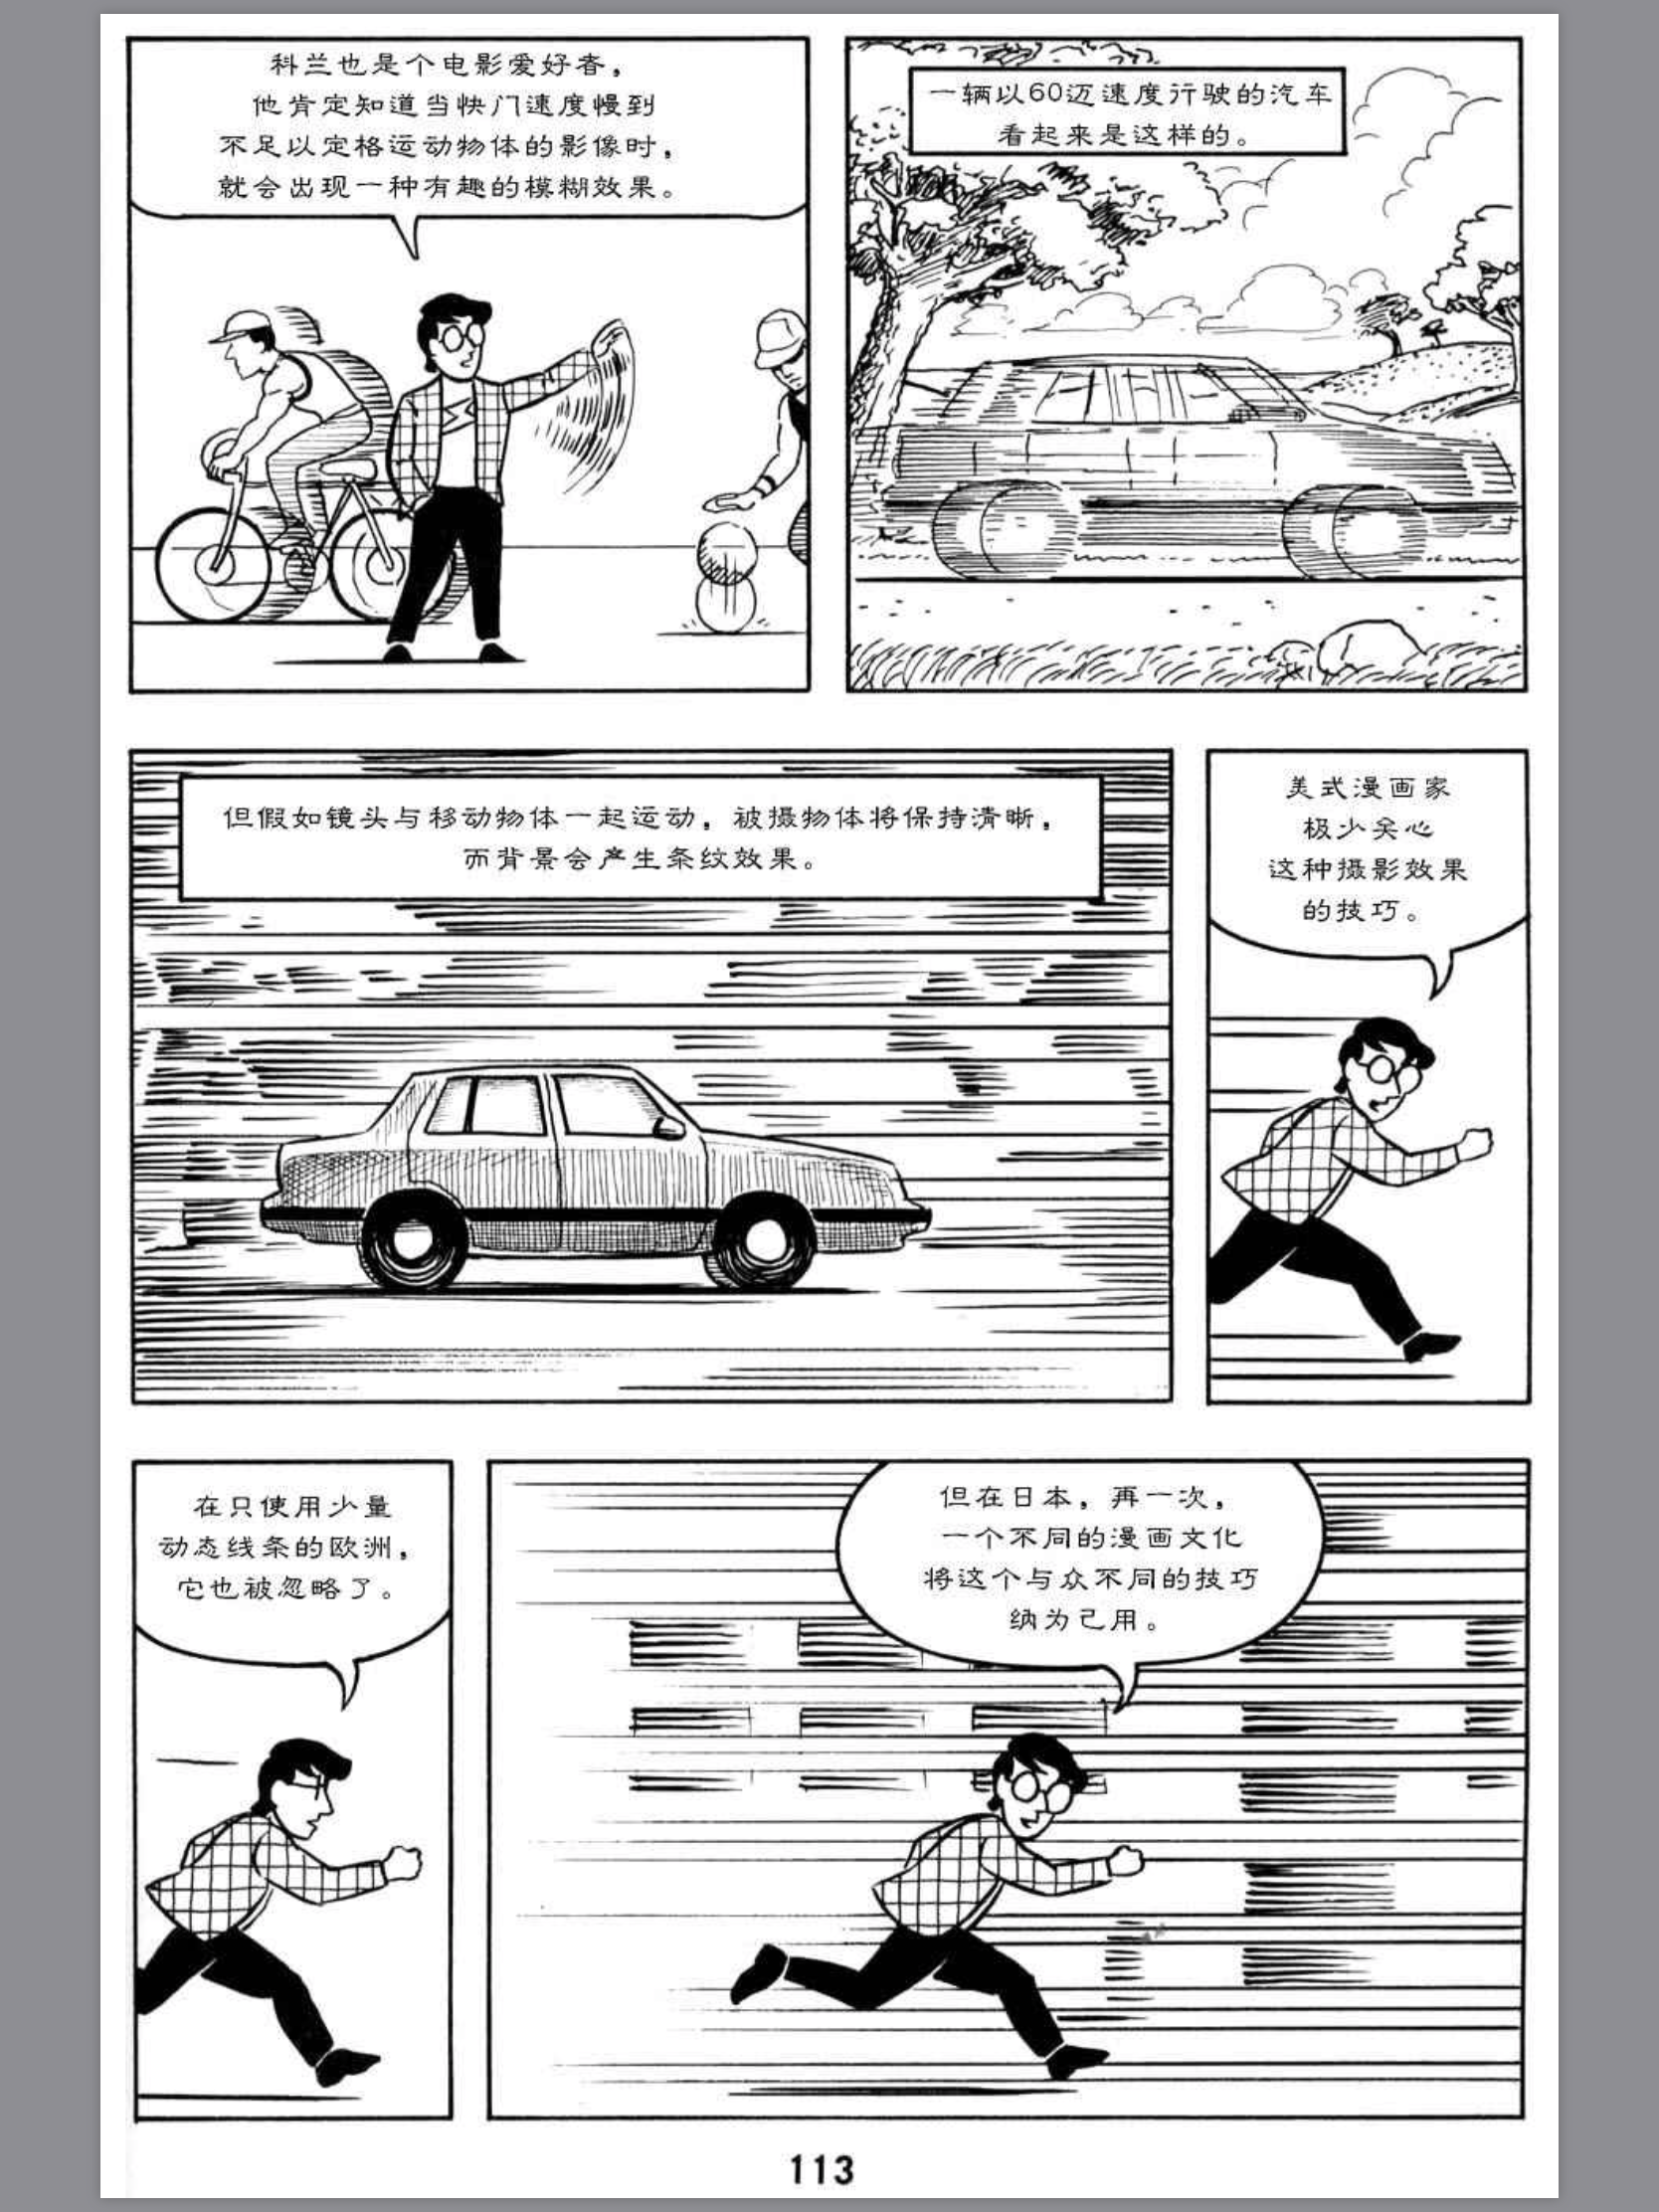 科兰也是个电影爱好者，
他肯定知道当快门速度慢到
不足以定格运动物体的影像时，
就会出现一种有趣的模糊效果。
一辆以60迈速度行驶的汽车
看起来是这样的。
但假如镜头与移动物体一起运动，被摄物体将保持清晰，
而背景会产生条纹效果。
美式漫画家
极少关心
这种摄影效果
的技巧。
在只使用少量
动态线条的欧洲，
它也被忽略了。
但在日本，再一次，
一个不同的漫画文化
将这个与众不同的技巧
纳为己用。
113